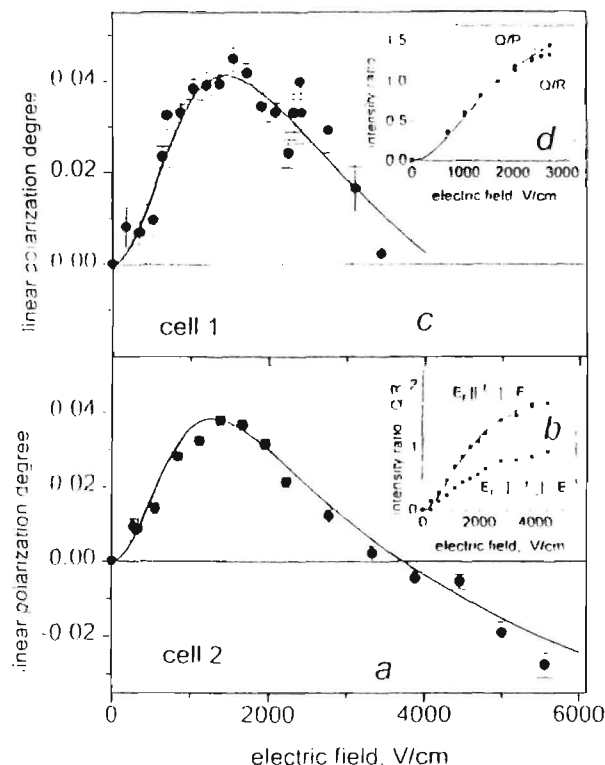 linear polarization degree
0.04
0.02
0.00
cell 1
c
intensity ratio
1.5
1.0
0.5
0.0
Q/P
Q/R
d
0
1000
2000
3000
electric field, V/cm
linear polarization degree
0.04
0.02
0.00
-0.02
cell 2
a
intensity ratio
2
1
0
b
0
2000
4000
electric field, V/cm
0
2000
4000
6000
electric field, V/cm